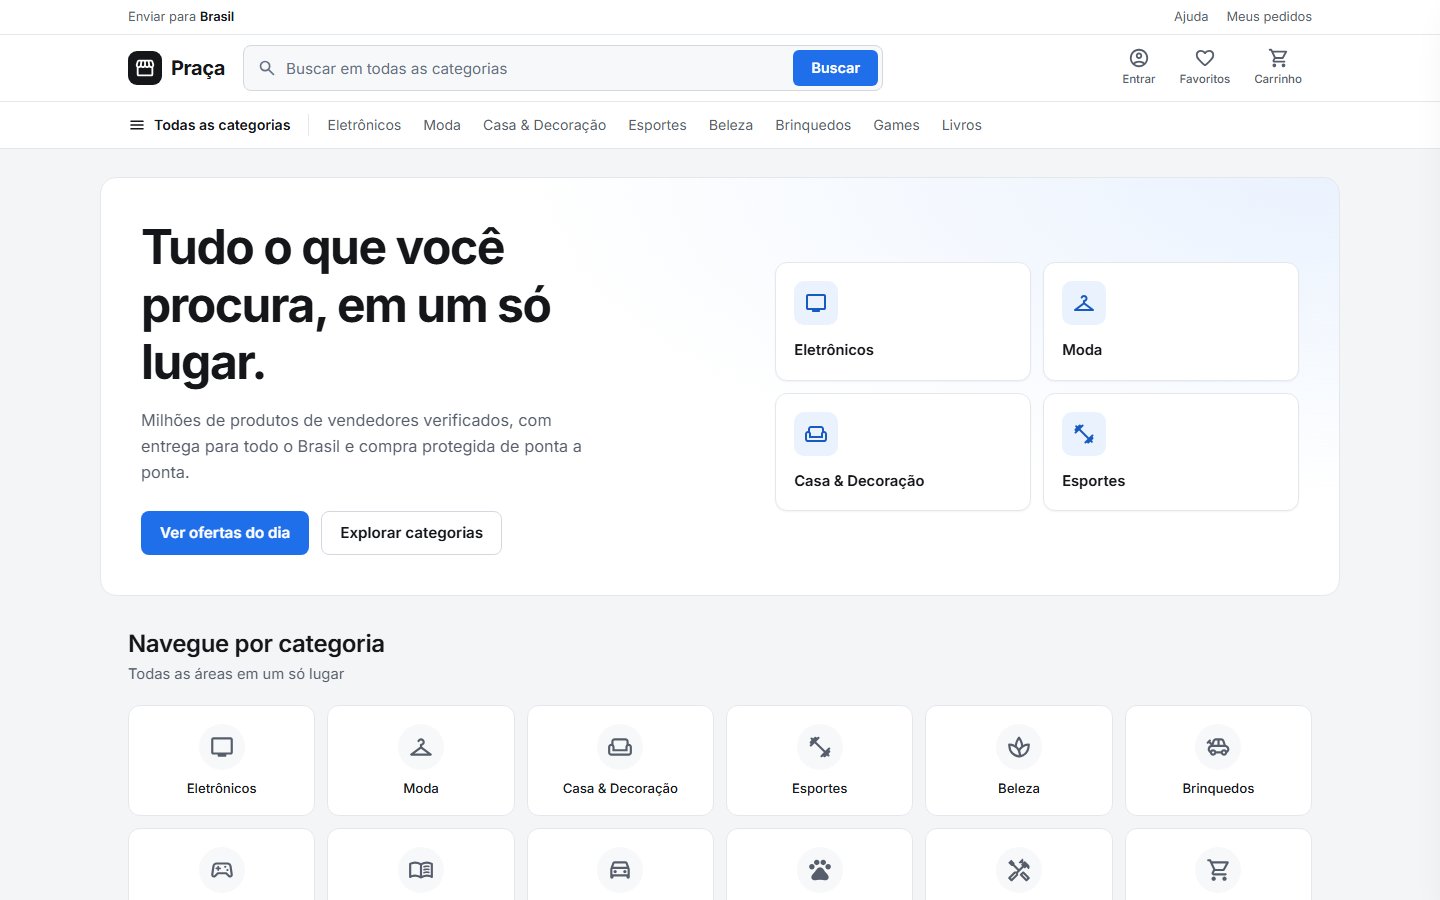 Enviar para Brasil
Ajuda
Meus pedidos
Praça
Buscar em todas as categorias
Buscar
Entrar
Favoritos
Carrinho
Todas as categorias
Eletrônicos
Moda
Casa & Decoração
Esportes
Beleza
Brinquedos
Games
Livros
Tudo o que você
procura, em um só
lugar.
Milhões de produtos de vendedores verificados, com
entrega para todo o Brasil e compra protegida de ponta a
ponta.
Ver ofertas do dia
Explorar categorias
Eletrônicos
Moda
Casa & Decoração
Esportes
Navegue por categoria
Todas as áreas em um só lugar
Eletrônicos
Moda
Casa & Decoração
Esportes
Beleza
Brinquedos